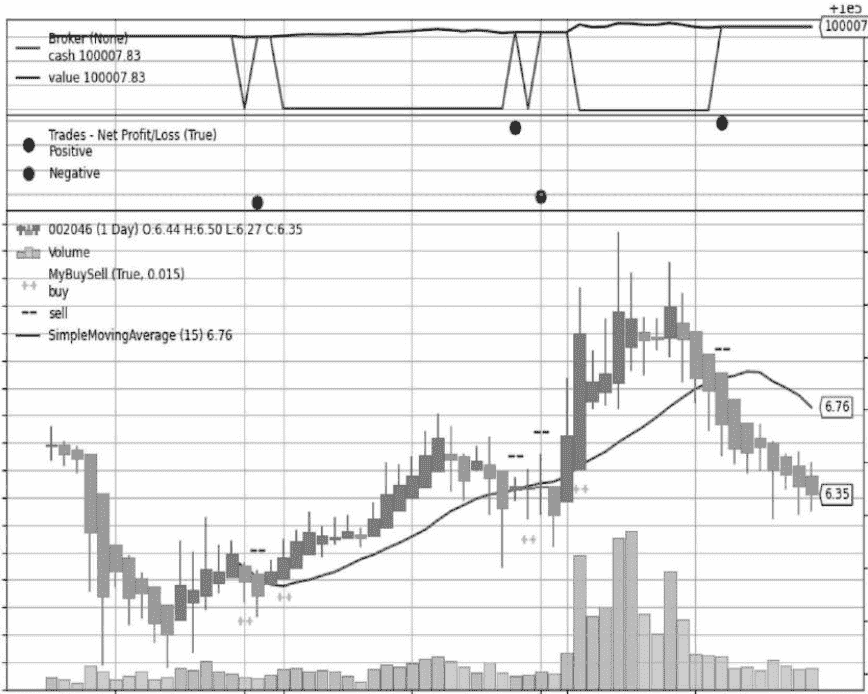 +1e5
100007
Broker (None)
cash 100007.83
value 100007.83
Trades - Net Profit/Loss (True)
Positive
Negative
002046 (1 Day) O:6.44 H:6.50 L:6.27 C:6.35
Volume
MyBuySell (True, 0.015)
buy
sell
SimpleMovingAverage (15) 6.76
6.76
6.35